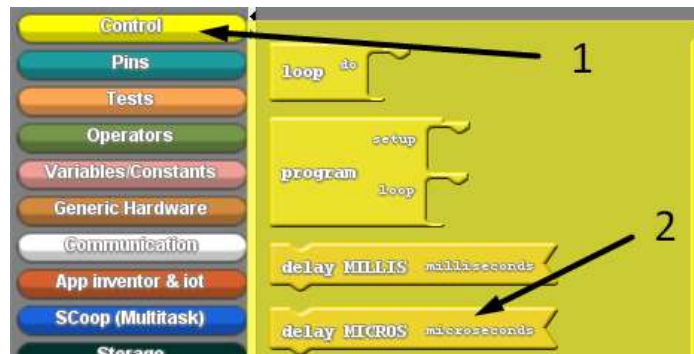 Control
Pins
Tests
Operators
Variables/Constants
Generic Hardware
Communication
App inventor & iot
SCoop (Multitask)
Storage
1
loop do
program setup
loop
delay MILLIS milliseconds
2
delay MICROS microseconds